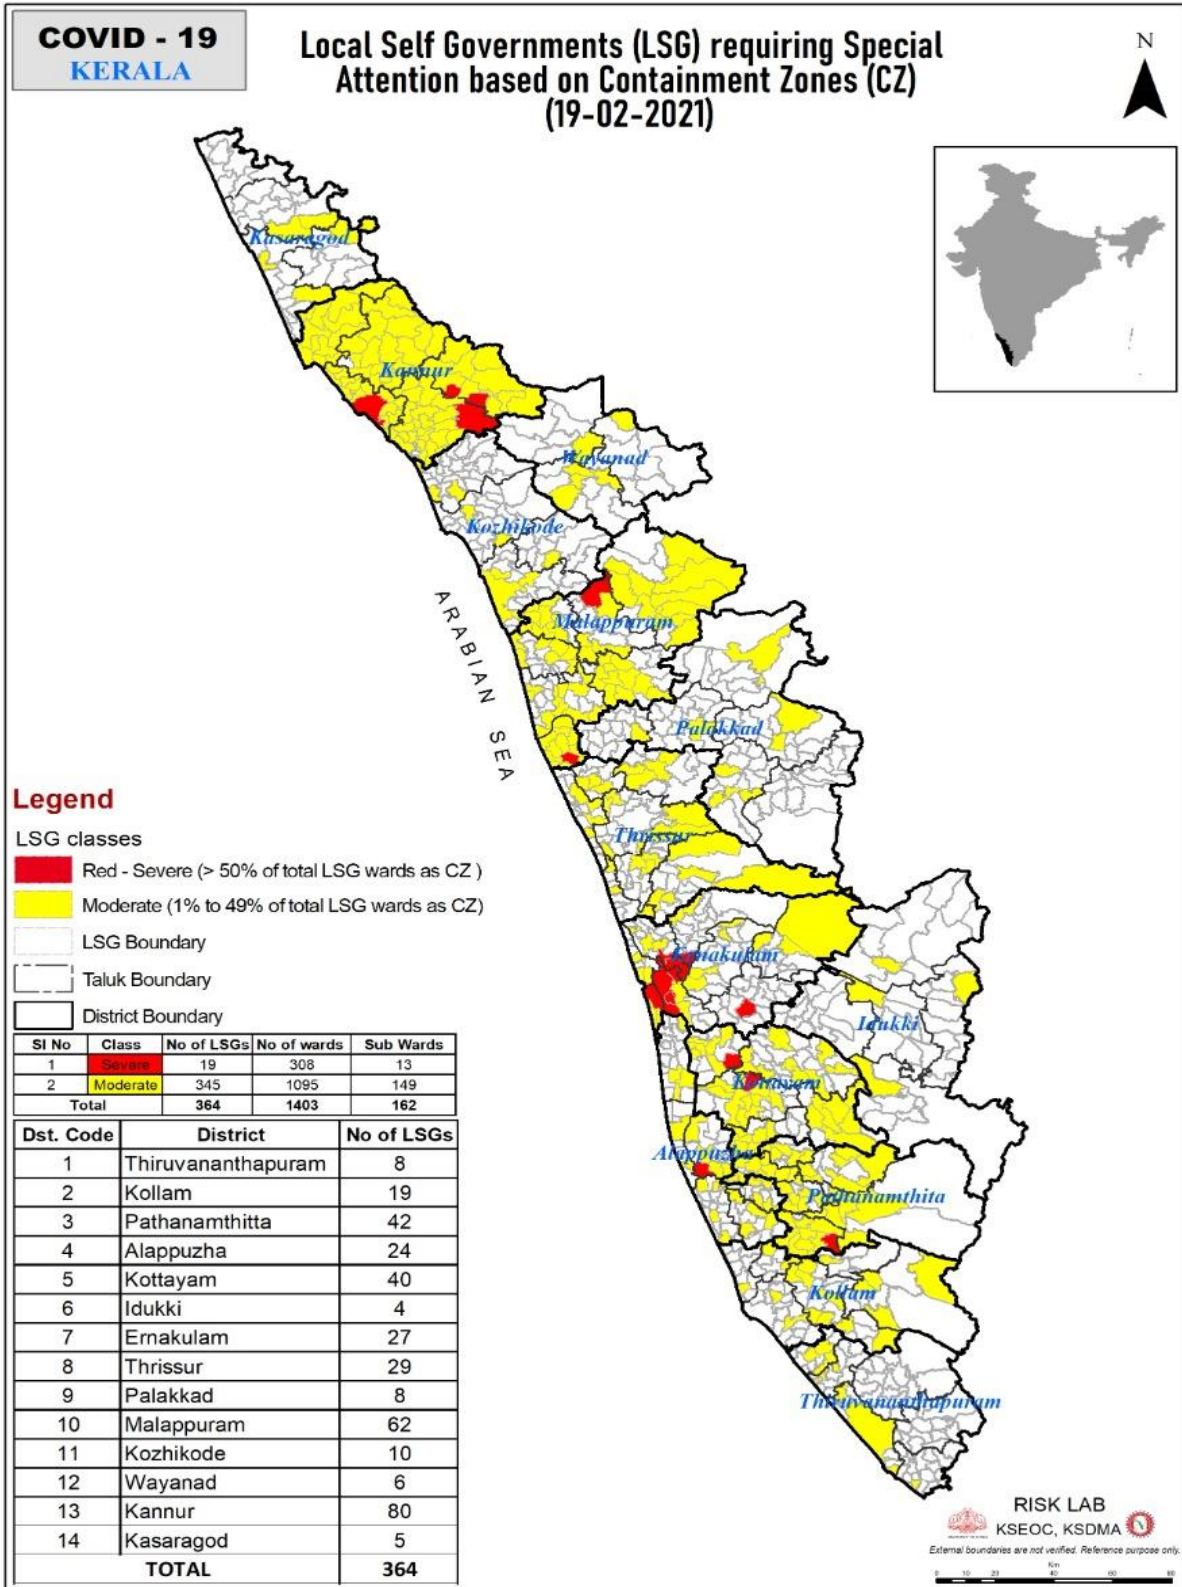 COVID - 19
KERALA
Local Self Governments (LSG) requiring Special
Attention based on Containment Zones (CZ)
(19-02-2021)
N
Kasaragod
Kannur
Wayanad
Kozhikode
Malappuram
ARABIAN SEA
Palakkad
Thrissur
Ernakulam
Idukki
Kottayam
Alappuzha
Pathanamthita
Kollam
Thiruvananthapuram
Legend
LSG classes
Red - Severe (> 50% of total LSG wards as CZ )
Moderate (1% to 49% of total LSG wards as CZ)
LSG Boundary
Taluk Boundary
District Boundary
Sl No Class No of LSGs No of wards Sub Wards
1 Severe 19 308 13
2 Moderate 345 1095 149
Total 364 1403 162
Dst. Code District No of LSGs
1 Thiruvananthapuram 8
2 Kollam 19
3 Pathanamthitta 42
4 Alappuzha 24
5 Kottayam 40
6 Idukki 4
7 Ernakulam 27
8 Thrissur 29
9 Palakkad 8
10 Malappuram 62
11 Kozhikode 10
12 Wayanad 6
13 Kannur 80
14 Kasaragod 5
TOTAL 364
RISK LAB
KSEOC, KSDMA
External boundaries are not verified. Reference purpose only.
Km
0 10 20 40 60 80